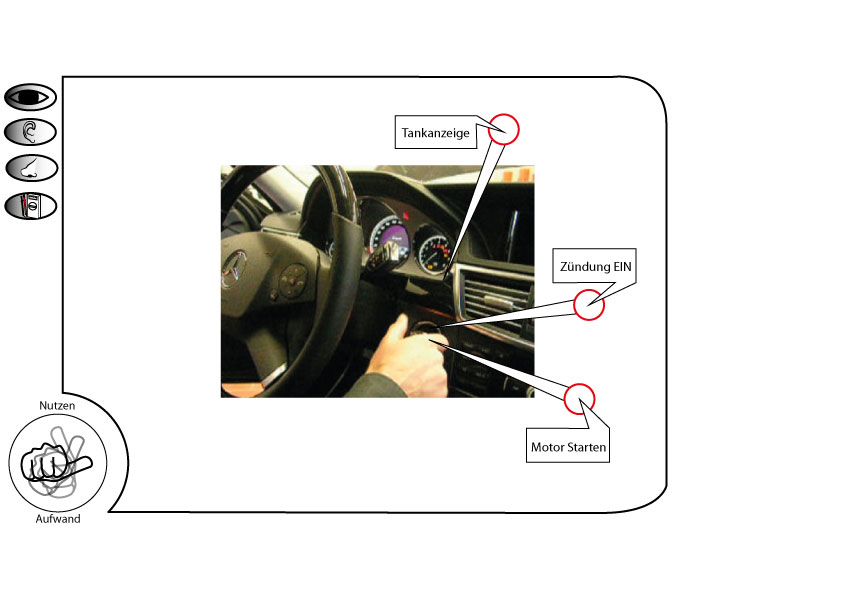 Tankanzeige
Zündung EIN
Motor Starten
Nutzen
Aufwand